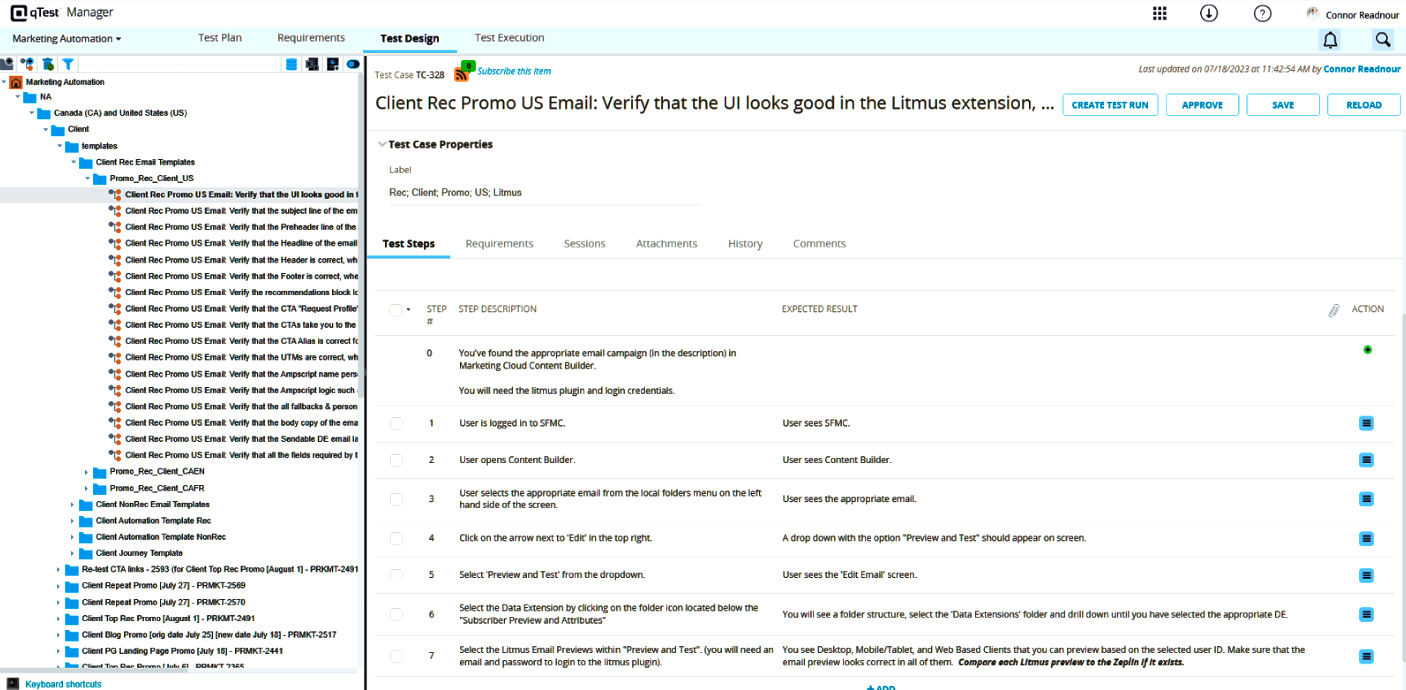 qTest Manager
Connor Readnour
Marketing Automation
Test Plan
Requirements
Test Design
Test Execution
Marketing Automation
NA
Canada (CA) and United States (US)
Client
templates
Client Rec Email Templates
Promo_Rec_Client_US
Client Rec Promo US Email: Verify that the UI looks good in
Client Rec Promo US Email: Verify that the subject line of the em
Client Rec Promo US Email: Verify that the Preheader line of the
Client Rec Promo US Email: Verify that the Headline of the email
Client Rec Promo US Email: Verify that the Header is correct, wh
Client Rec Promo US Email: Verify that the Footer is correct, whe
Client Rec Promo US Email: Verify the recommendations block lo
Client Rec Promo US Email: Verify that the CTA "Request Profile"
Client Rec Promo US Email: Verify that the CTAs take you to the
Client Rec Promo US Email: Verify that the CTA Alias is correct fo
Client Rec Promo US Email: Verify that the UTMs are correct, wh
Client Rec Promo US Email: Verify that the Ampscript name pers
Client Rec Promo US Email: Verify that the Ampscript logic such
Client Rec Promo US Email: Verify that the all fallbacks & person
Client Rec Promo US Email: Verify that the body copy of the ema
Client Rec Promo US Email: Verify that the Sendable DE email la
Client Rec Promo US Email: Verify that all the fields required by t
Promo_Rec_Client_CAEN
Promo_Rec_Client_CAFR
Client NonRec Email Templates
Client Automation Template Rec
Client Automation Template NonRec
Client Journey Template
Re-test CTA links - 2593 (for Client Top Rec Promo [August 1] - PRKMT-2491
Client Repeat Promo [July 27] - PRMKT-2569
Client Repeat Promo [July 27] - PRMKT-2570
Client Top Rec Promo [August 1] - PRKMT-2491
Client Blog Promo [orig date July 25] [new date July 18] - PRMKT-2517
Client PG Landing Page Promo [July 18] - PRMKT-2441
Client Top Rec Promo [July 6] - PRMKT-2365
Keyboard shortcuts
Test Case TC-328
0
Subscribe this item
Last updated on 07/18/2023 at 11:42:54 AM by Connor Readnour
Client Rec Promo US Email: Verify that the UI looks good in the Litmus extension, ...
CREATE TEST RUN
APPROVE
SAVE
RELOAD
Test Case Properties
Label
Rec; Client; Promo; US; Litmus
Test Steps
Requirements
Sessions
Attachments
History
Comments
STEP #
STEP DESCRIPTION
EXPECTED RESULT
ACTION
0
You've found the appropriate email campaign (in the description) in
Marketing Cloud Content Builder.
You will need the litmus plugin and login credentials.
1
User is logged in to SFMC.
User sees SFMC.
2
User opens Content Builder.
User sees Content Builder.
3
User selects the appropriate email from the local folders menu on the left
hand side of the screen.
User sees the appropriate email.
4
Click on the arrow next to 'Edit' in the top right.
A drop down with the option "Preview and Test" should appear on screen.
5
Select 'Preview and Test' from the dropdown.
User sees the 'Edit Email' screen.
6
Select the Data Extension by clicking on the folder icon located below the
"Subscriber Preview and Attributes"
You will see a folder structure, select the 'Data Extensions' folder and drill down until you have selected the appropriate DE.
7
Select the Litmus Email Previews within "Preview and Test". (you will need an
email and password to login to the litmus plugin).
You see Desktop, Mobile/Tablet, and Web Based Clients that you can preview based on the selected user ID. Make sure that the
email preview looks correct in all of them. Compare each Litmus preview to the Zeplin if it exists.
+ ADD